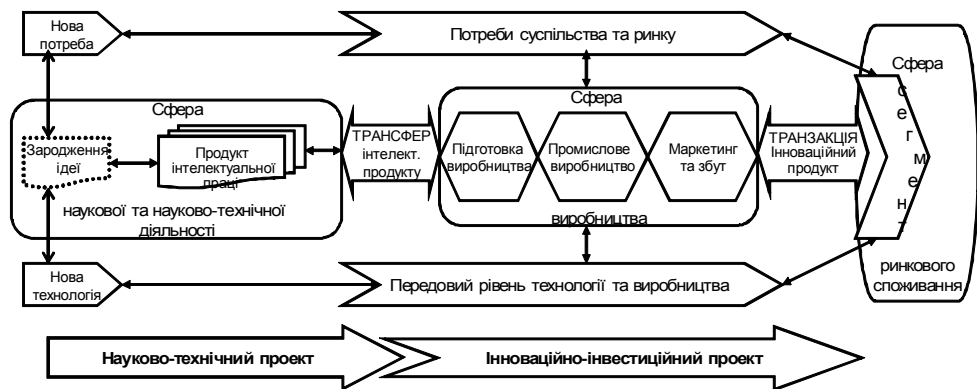 Нова
потреба
Потреби суспільства та ринку
Сфера
Зародження
ідеї
Продукт
інтелектуальної
праці
наукової та науково-технічної
діяльності
ТРАНСФЕР
інтелект.
продукту
Сфера
Підготовка
виробництва
Промислове
виробництво
Маркетинг
та збут
виробництва
ТРАНЗАКЦІЯ
Інноваційний
продукт
Сфера
сегмент
ринкового
споживання
Нова
технологія
Передовий рівень технології та виробництва
Науково-технічний проект
Інноваційно-інвестиційний проект